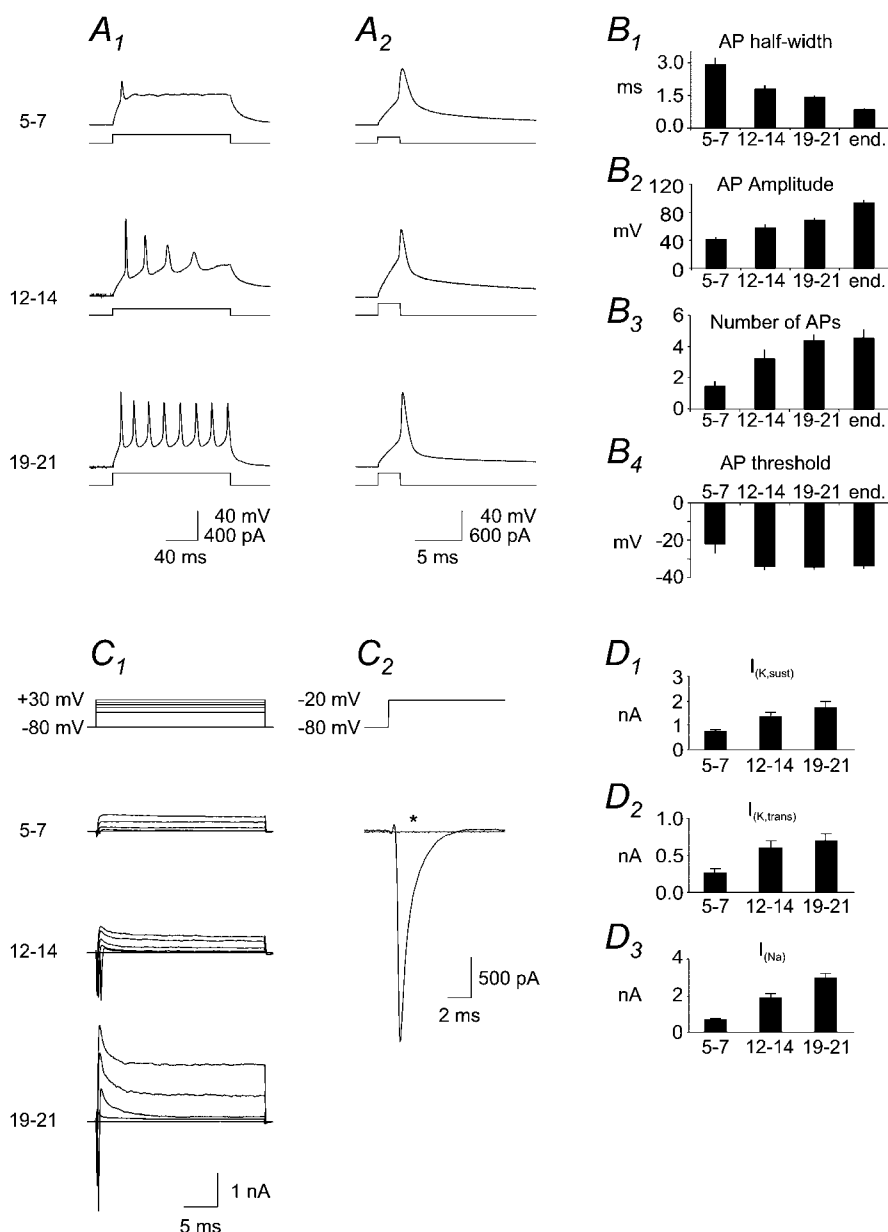 A1
5-7
12-14
19-21
40 mV
400 pA
40 ms
A2
40 mV
600 pA
5 ms
B1
AP half-width
ms
3.0
1.5
0.0
5-7 12-14 19-21 end.
B2
AP Amplitude
mV
120
80
40
0
5-7 12-14 19-21 end.
B3
Number of APs
6
4
2
0
5-7 12-14 19-21 end.
B4
AP threshold
5-7 12-14 19-21 end.
mV
0
-20
-40
C1
+30 mV
-80 mV
5-7
12-14
19-21
1 nA
5 ms
C2
-20 mV
-80 mV
*
500 pA
2 ms
D1
I(K,sust)
nA
3
2
1
0
5-7 12-14 19-21
D2
I(K,trans)
nA
1.0
0.5
0.0
5-7 12-14 19-21
D3
I(Na)
nA
4
2
0
5-7 12-14 19-21